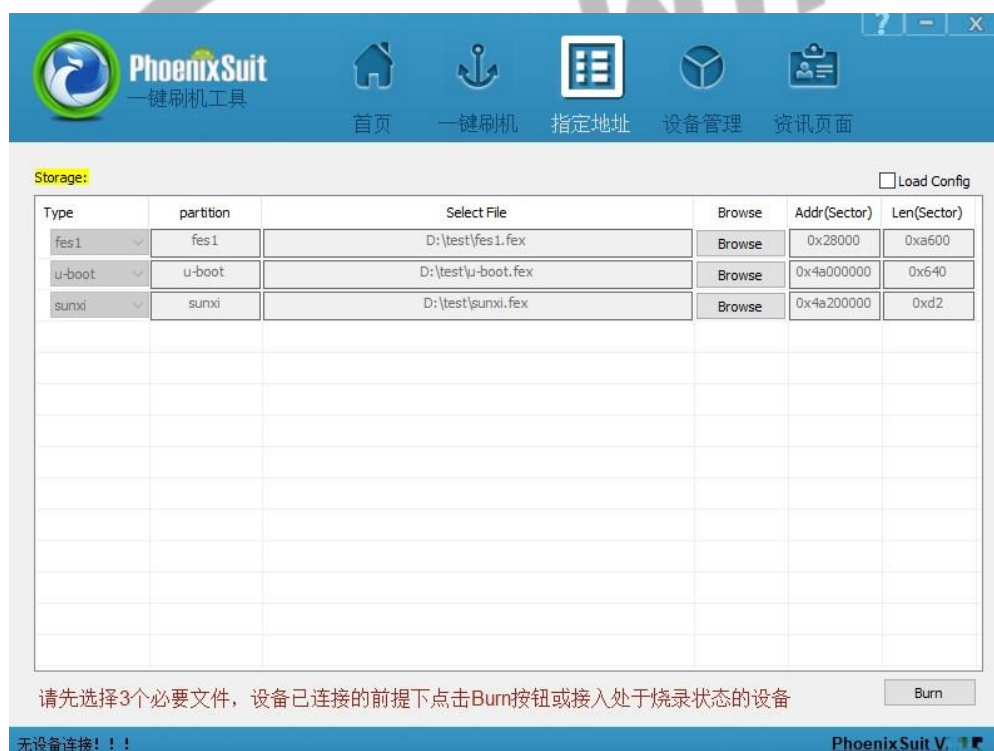 ? – x
PhoenixSuit
一键刷机工具
首页 一键刷机 指定地址 设备管理 资讯页面
Storage:
Load Config
Type partition Select File Browse Addr(Sector) Len(Sector)
fes1 fes1 D:\test\fes1.fex Browse 0x28000 0xa600
u-boot u-boot D:\test\u-boot.fex Browse 0x4a000000 0x640
sunxi sunxi D:\test\sunxi.fex Browse 0x4a200000 0xd2
请先选择3个必要文件，设备已连接的前提下点击Burn按钮或接入处于烧录状态的设备
Burn
无设备连接！！！ PhoenixSuit V.